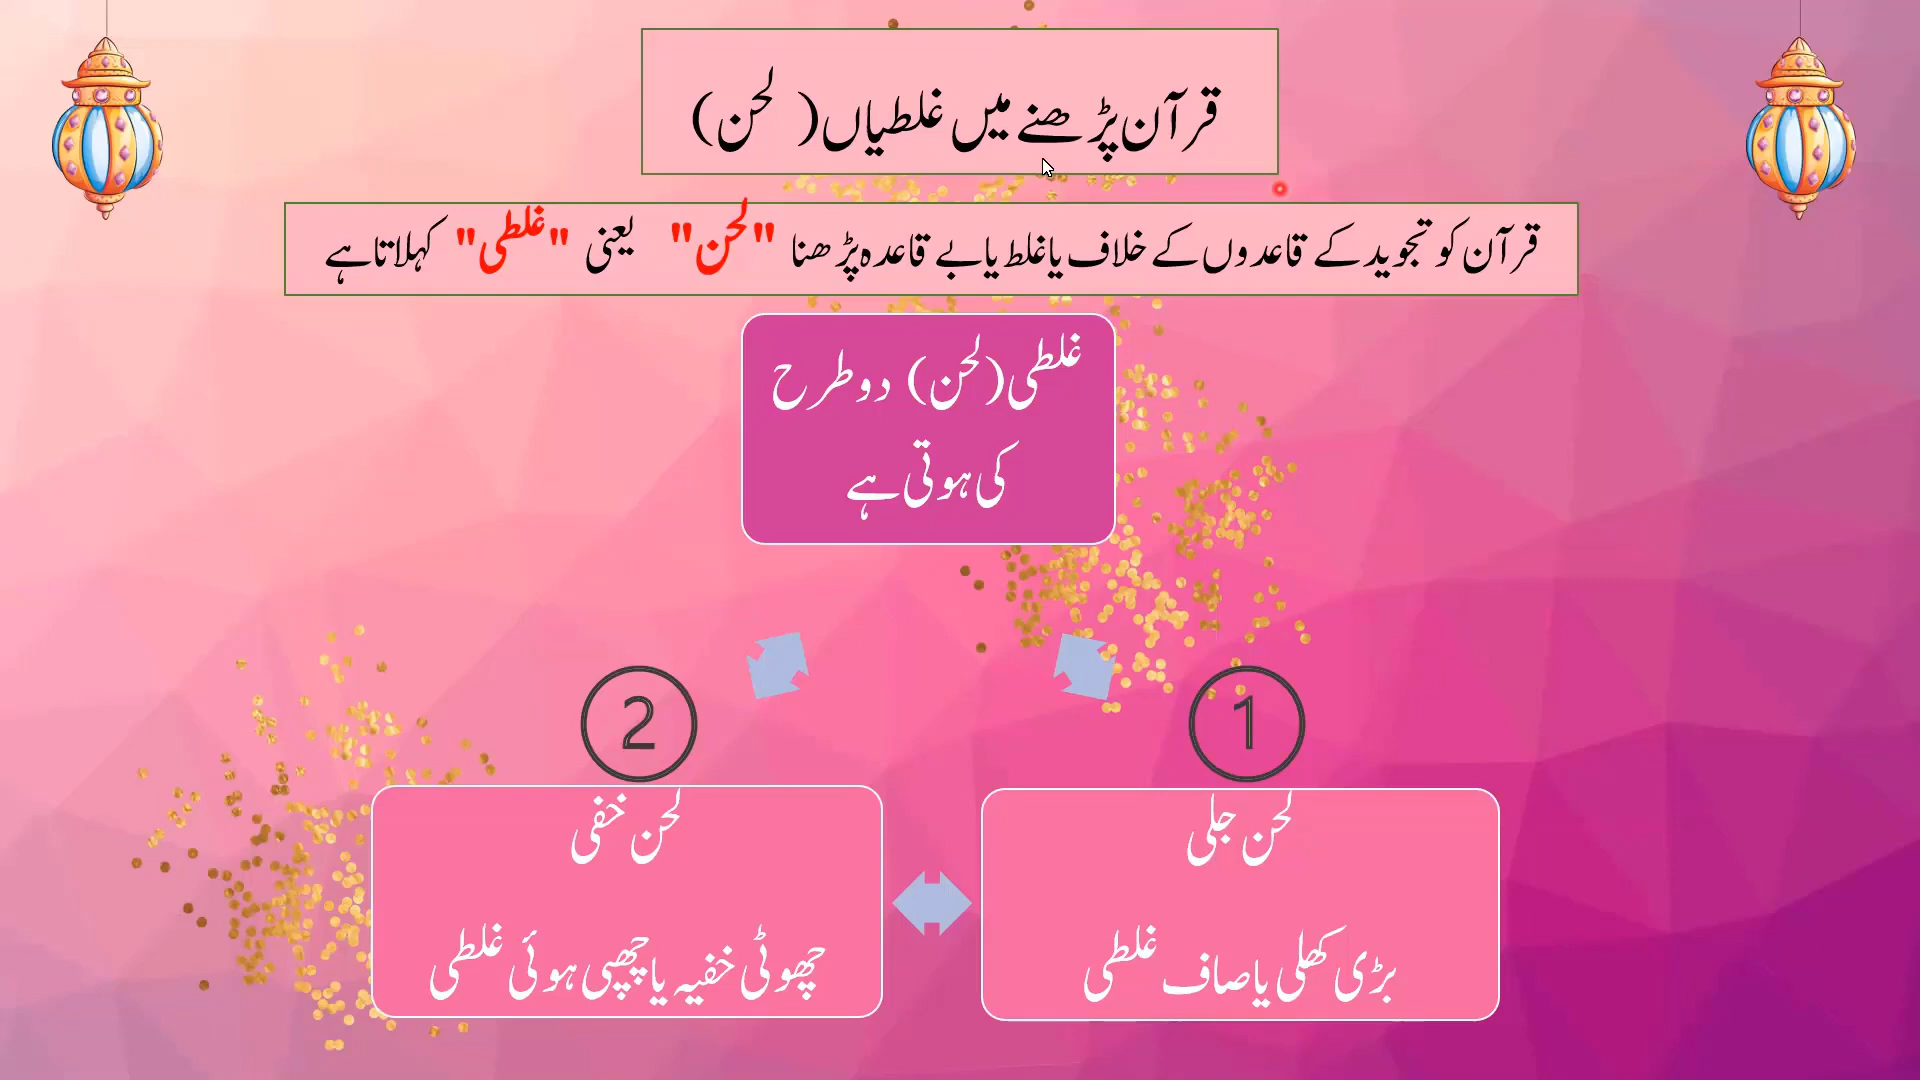 قرآن پڑھنے میں غلطیاں ( لحن )
قرآن کو تجوید کے قاعدوں کے خلاف یا غلط یا بے قاعدہ پڑھنا "لحن" یعنی "غلطی" کہلاتا ہے
غلطی (لحن) دو طرح
کی ہوتی ہے
1
لحن جلی
بڑی کھلی یا صاف غلطی
2
لحن خفی
چھوٹی خفیہ یا چھپی ہوئی غلطی